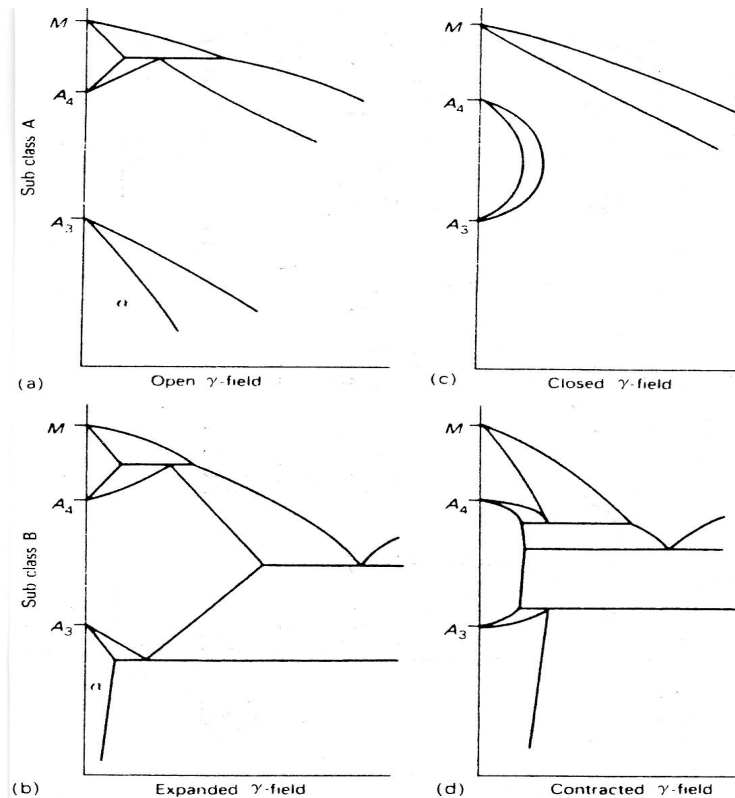 M
A4
Sub class A
A3
α
(a)
Open γ-field
M
A4
A3
(c)
Closed γ-field
M
A4
Sub class B
A3
α
(b)
Expanded γ-field
M
A4
A3
(d)
Contracted γ-field